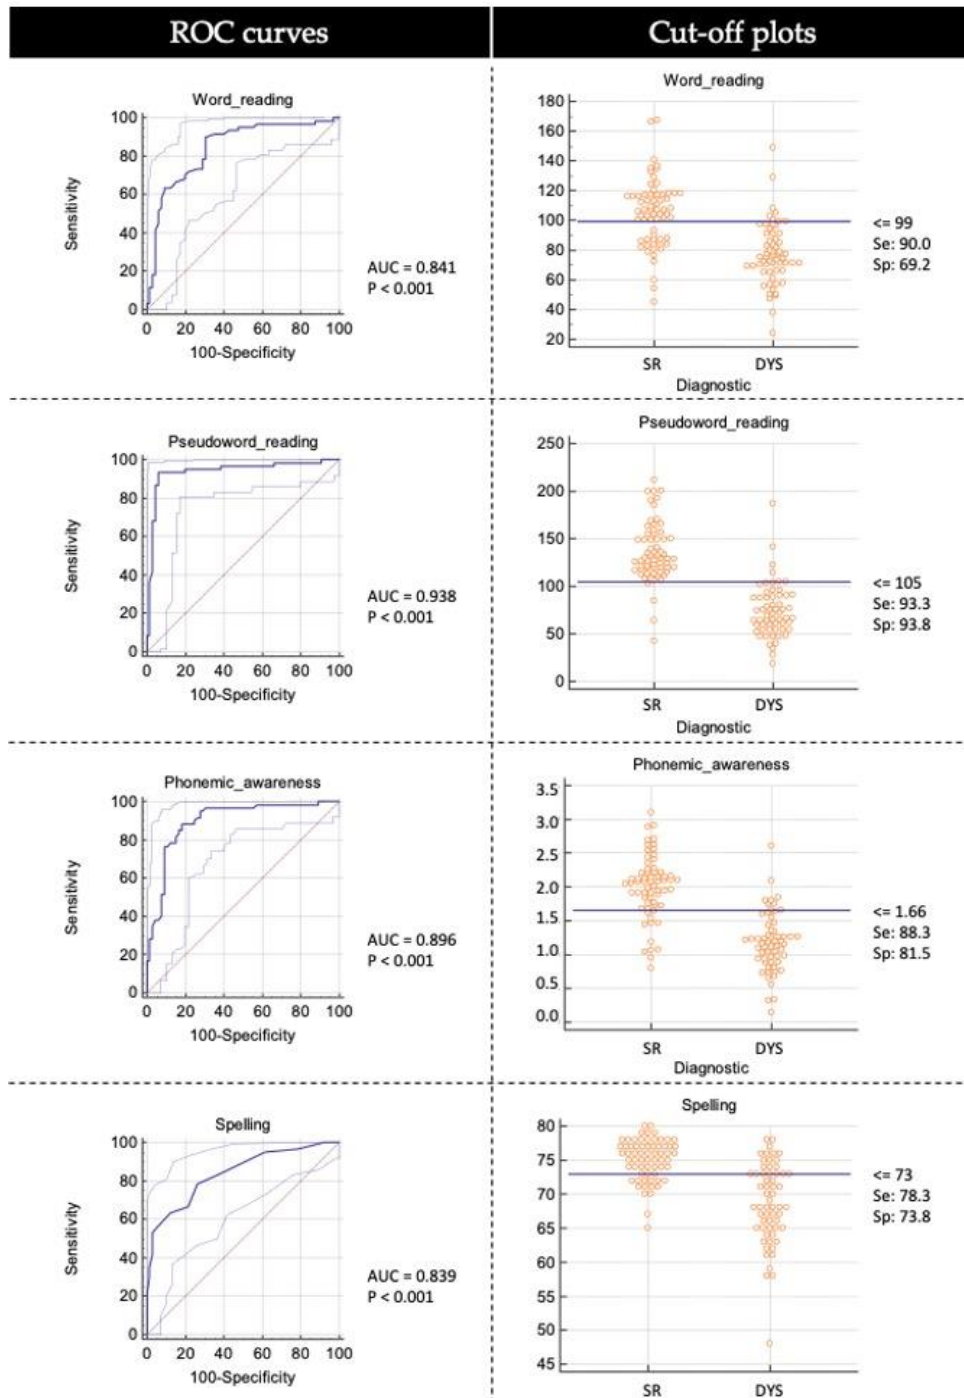 ROC curves
Cut-off plots
Word_reading
100
80
60
40
20
0
Sensitivity
0 20 40 60 80 100
100-Specificity
AUC = 0.841
P < 0.001
Word_reading
180
160
140
120
100
80
60
40
20
SR DYS
Diagnostic
<= 99
Se: 90.0
Sp: 69.2
Pseudoword_reading
100
80
60
40
20
0
Sensitivity
0 20 40 60 80 100
100-Specificity
AUC = 0.938
P < 0.001
Pseudoword_reading
250
200
150
100
50
0
SR DYS
Diagnostic
<= 105
Se: 93.3
Sp: 93.8
Phonemic_awareness
100
80
60
40
20
0
Sensitivity
0 20 40 60 80 100
100-Specificity
AUC = 0.896
P < 0.001
Phonemic_awareness
3.5
3.0
2.5
2.0
1.5
1.0
0.5
0.0
SR DYS
Diagnostic
<= 1.66
Se: 88.3
Sp: 81.5
Spelling
100
80
60
40
20
0
Sensitivity
0 20 40 60 80 100
100-Specificity
AUC = 0.839
P < 0.001
Spelling
80
75
70
65
60
55
50
45
SR DYS
<= 73
Se: 78.3
Sp: 73.8